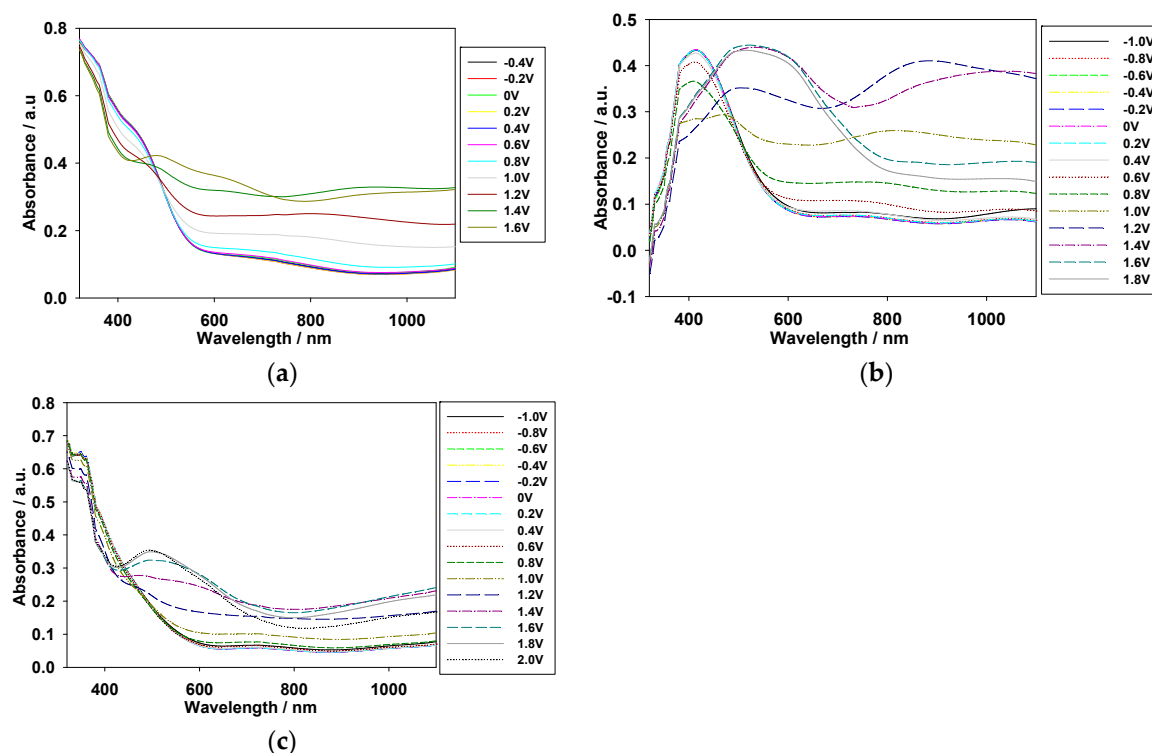 (a)
0.8
0.6
0.4
0.2
0.0
Absorbance / a.u
400 600 800 1000
Wavelength / nm
-0.4V
-0.2V
0V
0.2V
0.4V
0.6V
0.8V
1.0V
1.2V
1.4V
1.6V
(b)
0.5
0.4
0.3
0.2
0.1
0.0
-0.1
Absorbance / a.u.
400 600 800 1000
Wavelength / nm
-1.0V
-0.8V
-0.6V
-0.4V
-0.2V
0V
0.2V
0.4V
0.6V
0.8V
1.0V
1.2V
1.4V
1.6V
1.8V
(c)
0.8
0.7
0.6
0.5
0.4
0.3
0.2
0.1
0.0
Absorbance / a.u.
400 600 800 1000
Wavelength / nm
-1.0V
-0.8V
-0.6V
-0.4V
-0.2V
0V
0.2V
0.4V
0.6V
0.8V
1.0V
1.2V
1.4V
1.6V
1.8V
2.0V